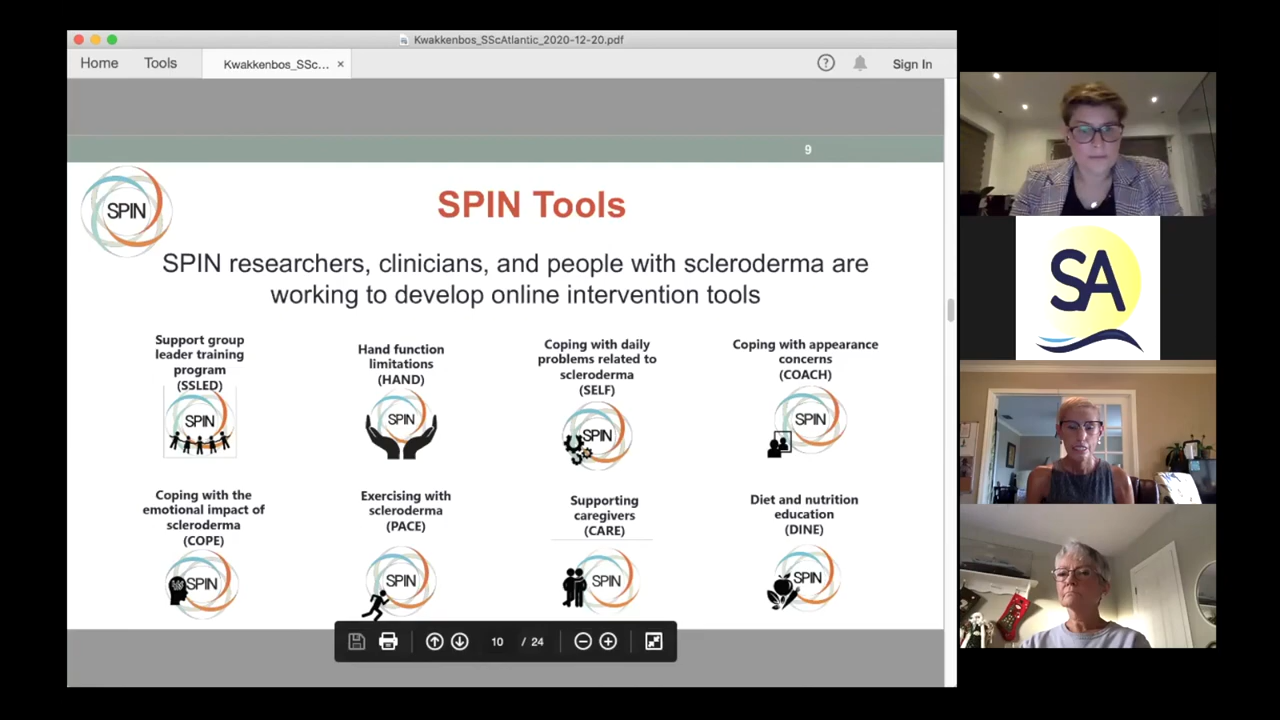 Kwakkenbos_SScAtlantic_2020-12-20.pdf
Home
Tools
Kwakkenbos_SSc...
Sign In
9
SPIN
SPIN Tools
SPIN researchers, clinicians, and people with scleroderma are
working to develop online intervention tools
Support group
leader training
program
(SSLED)
SPIN
Hand function
limitations
(HAND)
SPIN
Coping with daily
problems related to
scleroderma
(SELF)
SPIN
Coping with appearance
concerns
(COACH)
SPIN
Coping with the
emotional impact of
scleroderma
(COPE)
SPIN
Exercising with
scleroderma
(PACE)
SPIN
Supporting
caregivers
(CARE)
SPIN
Diet and nutrition
education
(DINE)
SPIN
10 / 24
SA